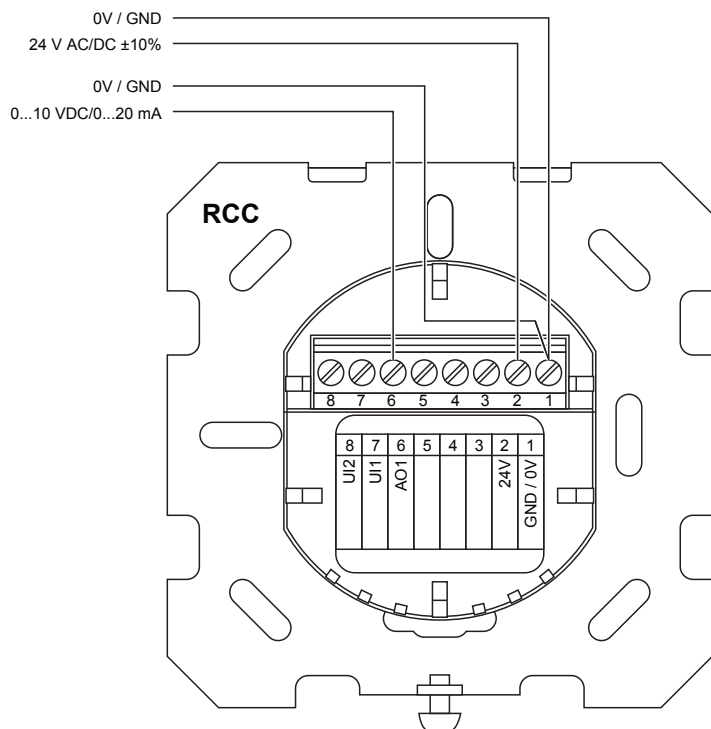 0V / GND
24 V AC/DC ±10%
0V / GND
0...10 VDC/0...20 mA
RCC
8 7 6 5 4 3 2 1
8 7 6 5 4 3 2 1
UI2
UI1
AO1
24V
GND / 0V